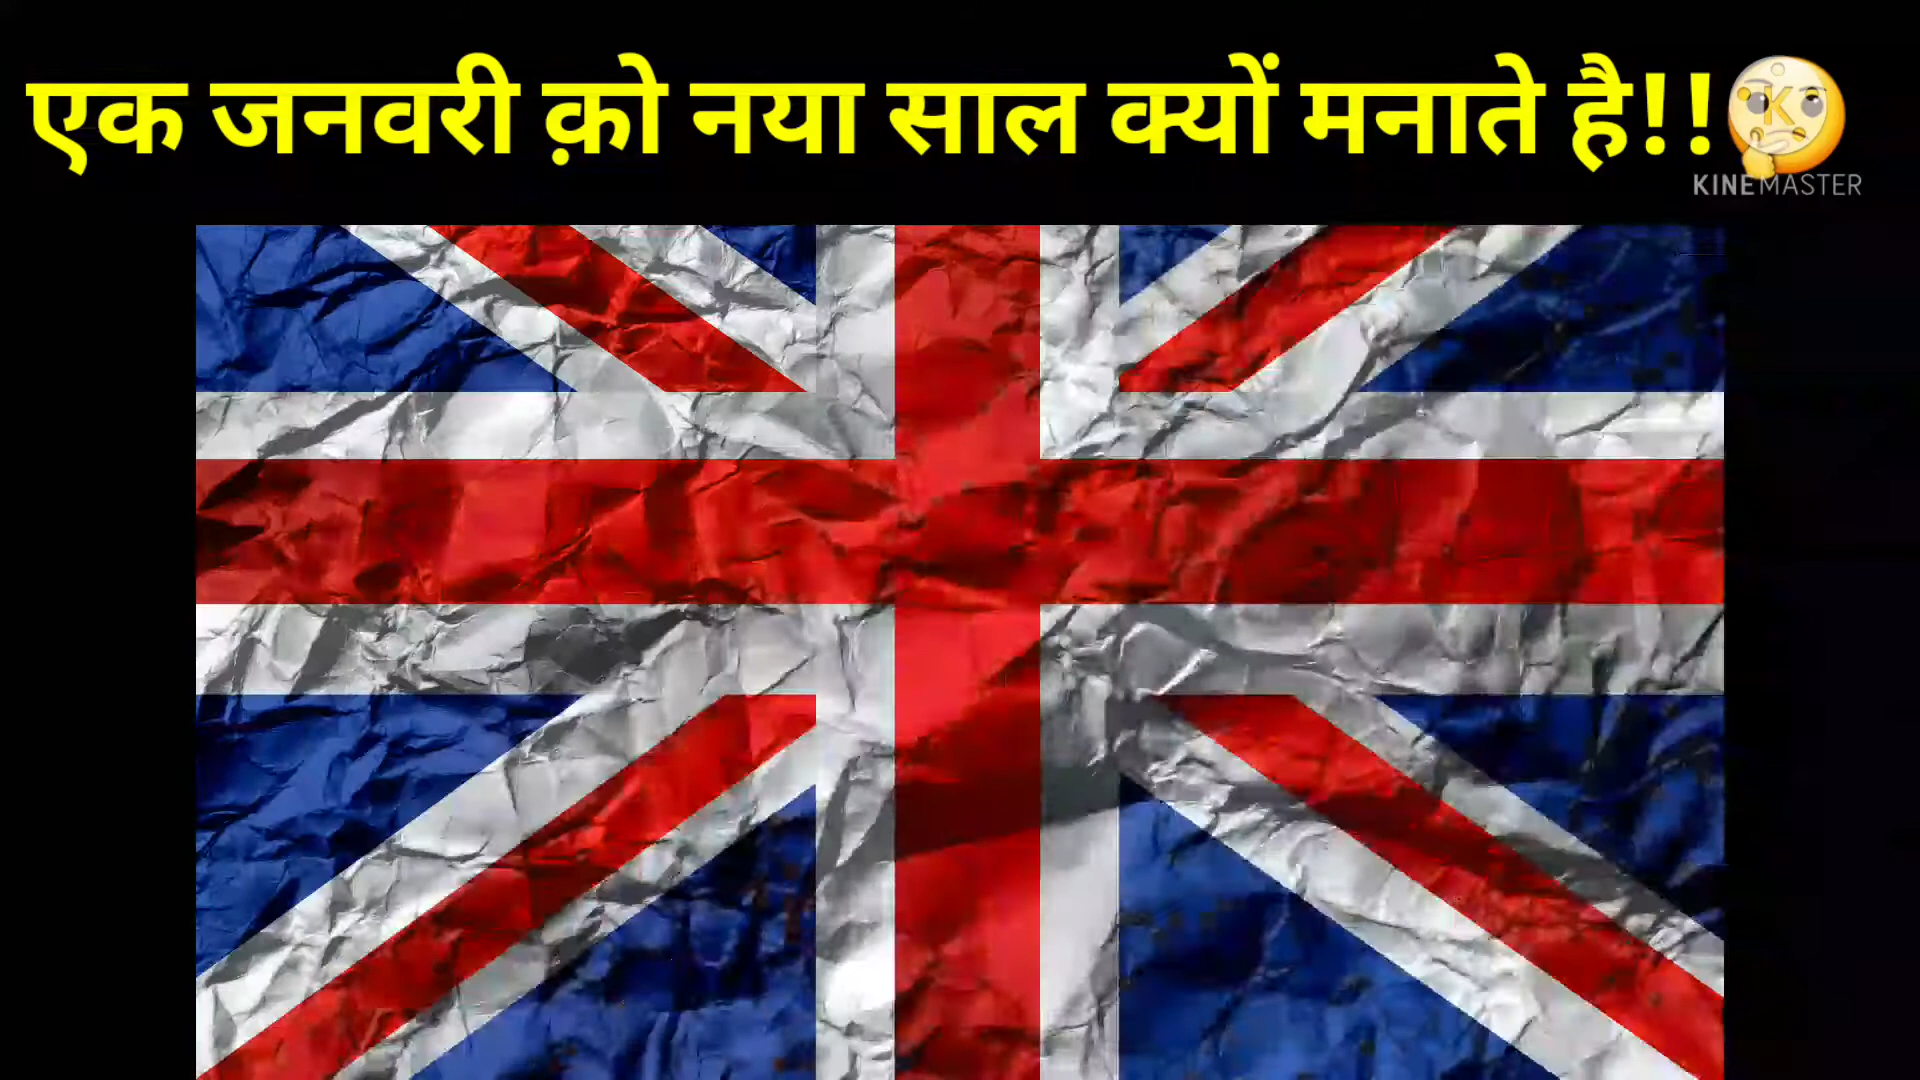 एक जनवरी क़ो नया साल क्यों मनाते है!!
KINEMASTER